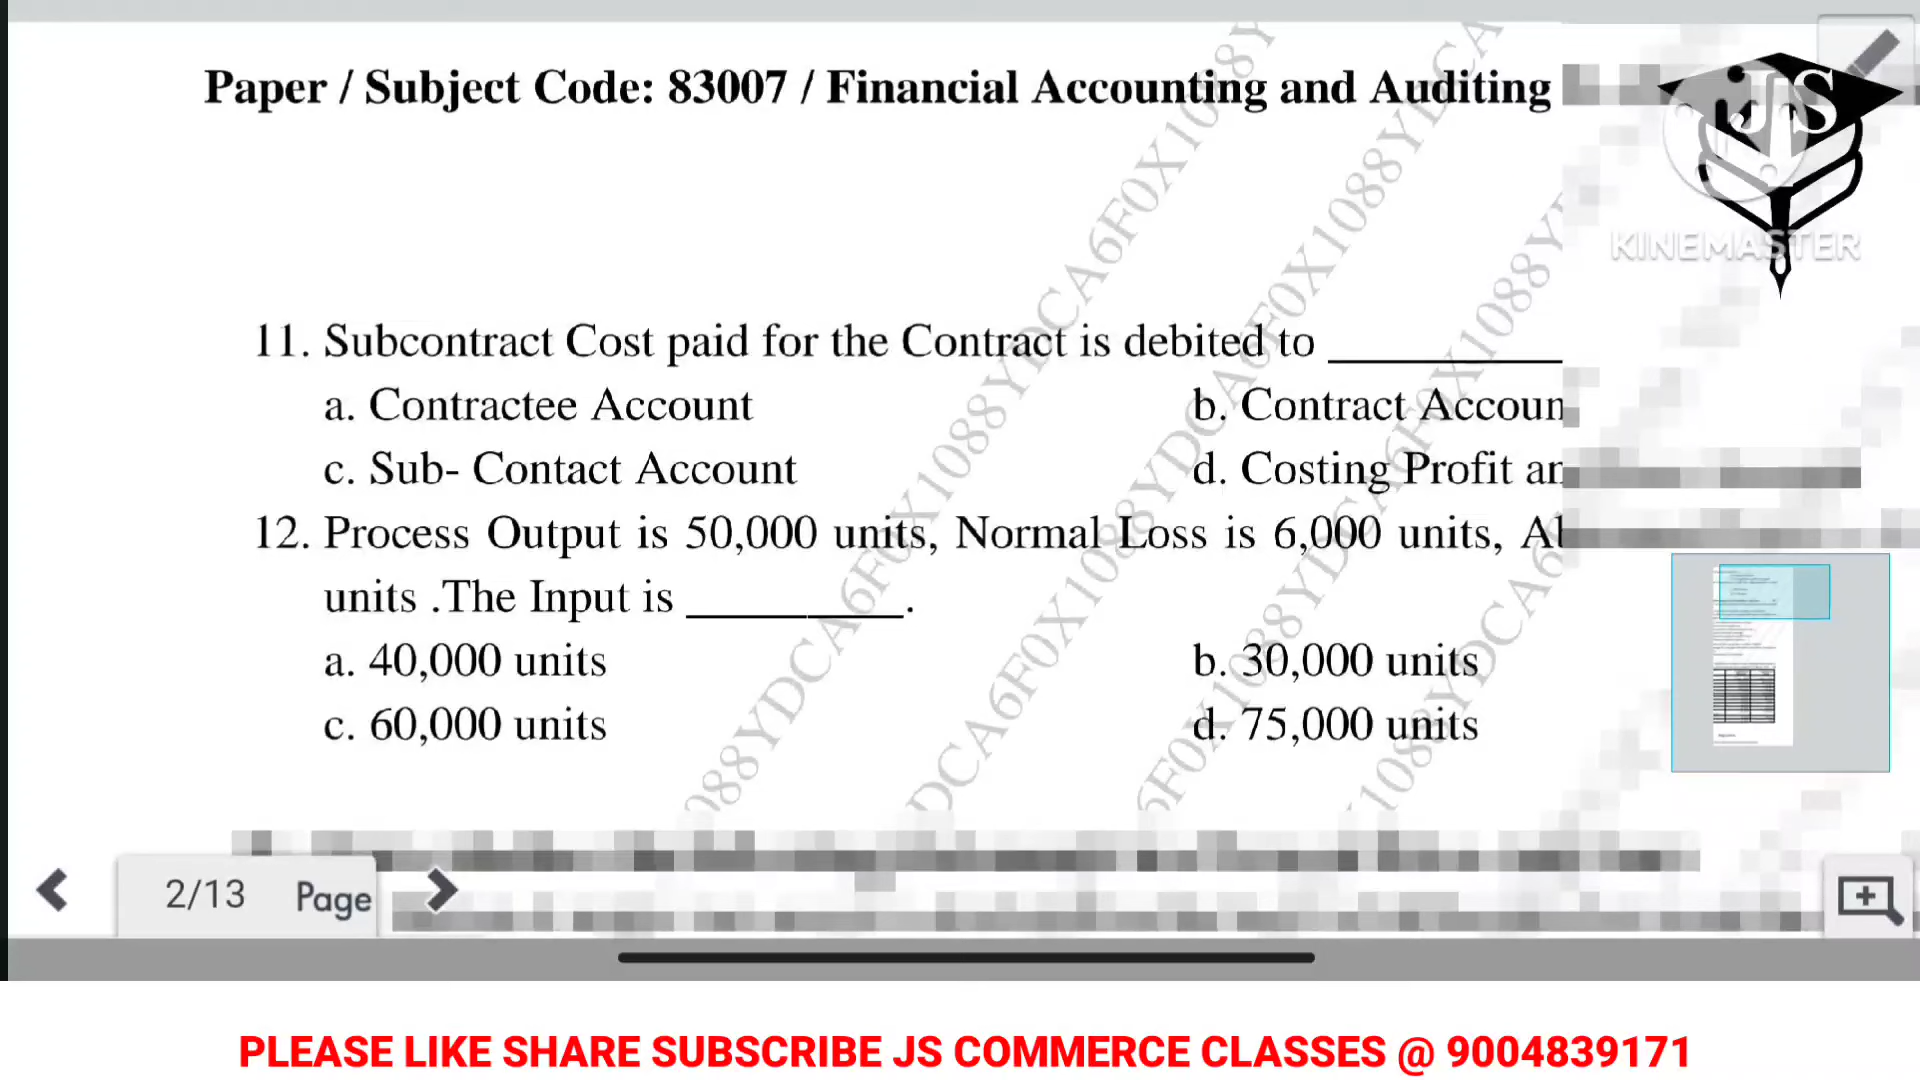 Paper / Subject Code: 83007 / Financial Accounting and Auditing
JS
KINEMASTER
11. Subcontract Cost paid for the Contract is debited to __________
a. Contractee Account b. Contract Accoun
c. Sub- Contact Account d. Costing Profit an
12. Process Output is 50,000 units, Normal Loss is 6,000 units, Al
units .The Input is _________.
a. 40,000 units b. 30,000 units
c. 60,000 units d. 75,000 units
2/13 Page
PLEASE LIKE SHARE SUBSCRIBE JS COMMERCE CLASSES @ 9004839171